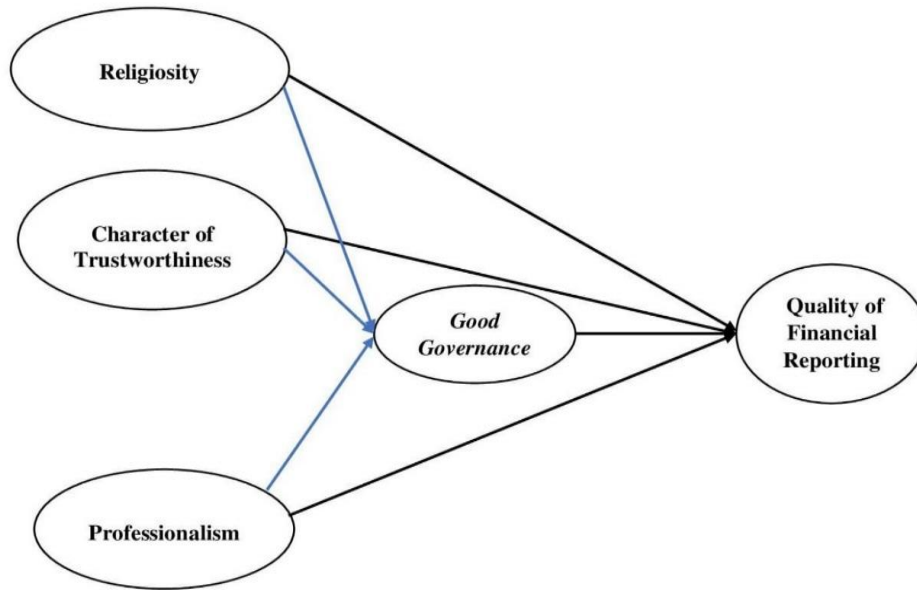 Religiosity
Character of
Trustworthiness
Good
Governance
Quality of
Financial
Reporting
Professionalism